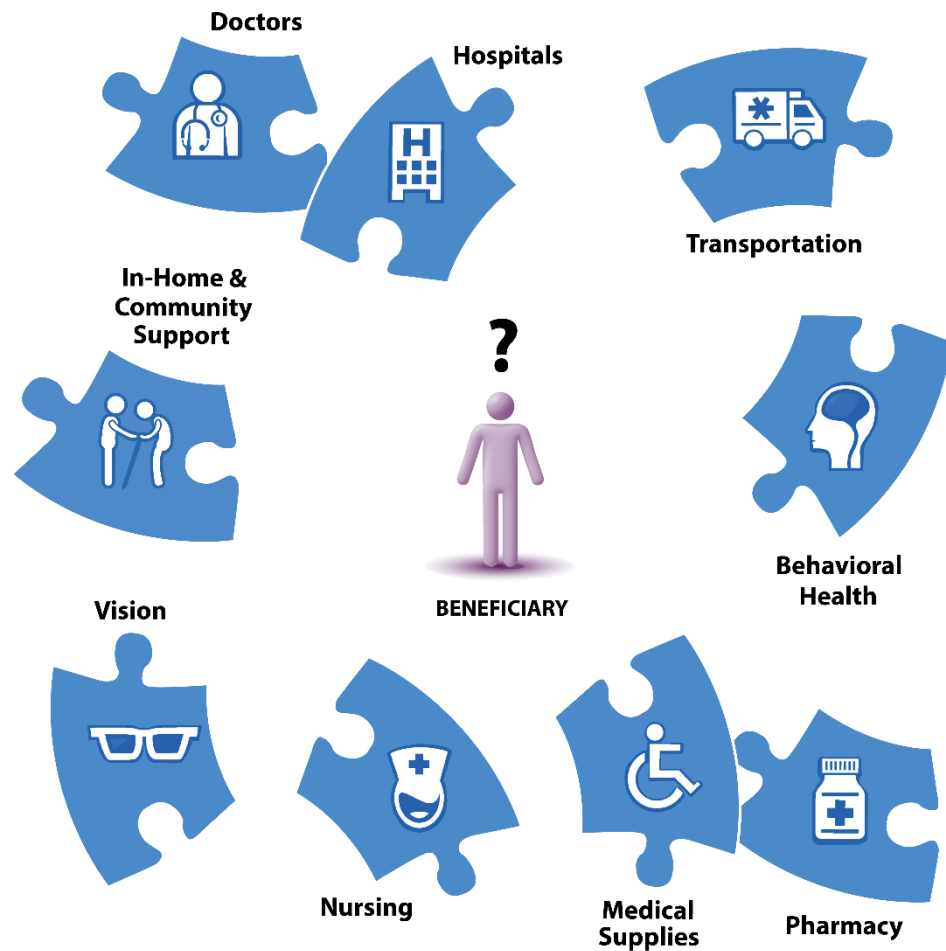 Doctors
Hospitals
H
Transportation
In-Home &
Community
Support
?
Behavioral
Health
BENEFICIARY
Vision
Nursing
Medical
Supplies
Pharmacy